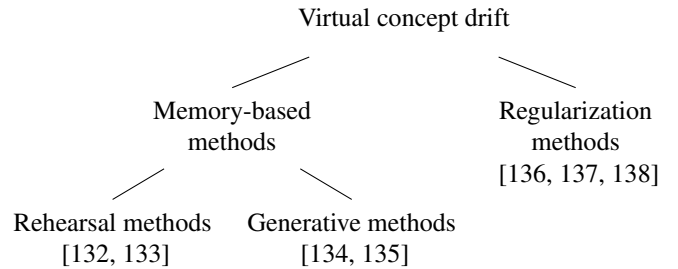 Virtual concept drift
Memory-based
methods
Regularization
methods
[136, 137, 138]
Rehearsal methods
[132, 133]
Generative methods
[134, 135]